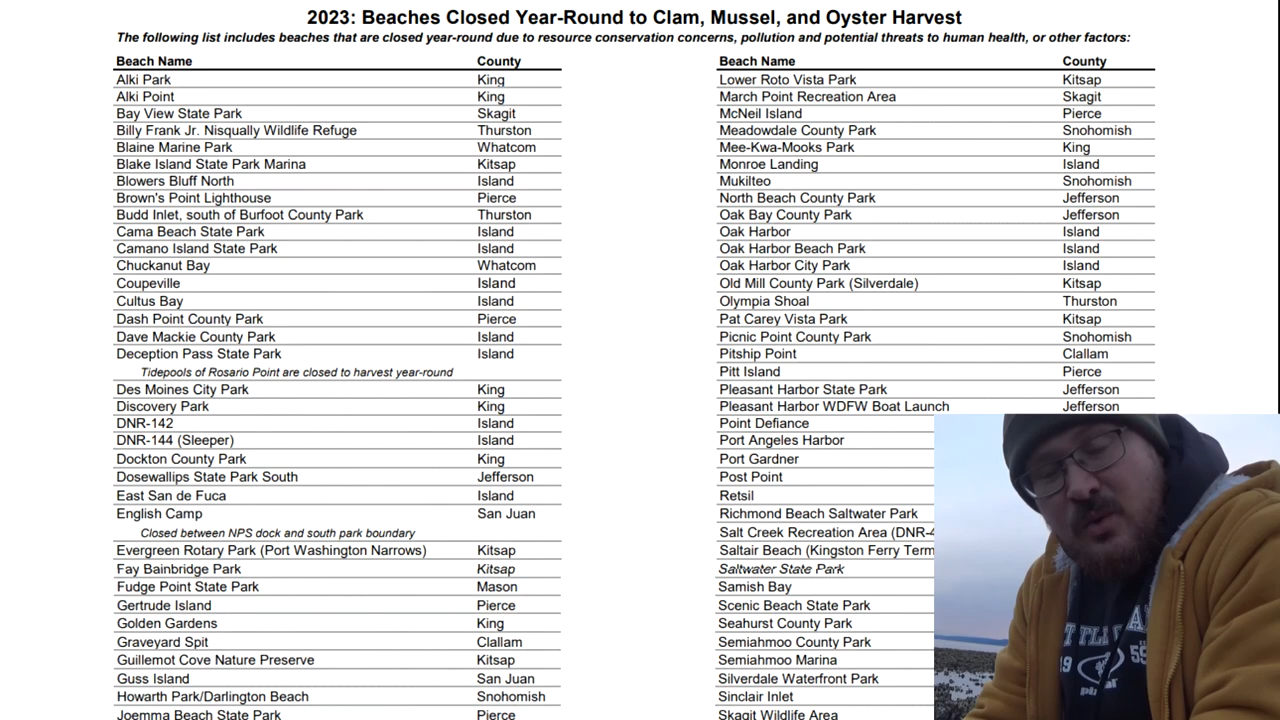 2023: Beaches Closed Year-Round to Clam, Mussel, and Oyster Harvest
The following list includes beaches that are closed year-round due to resource conservation concerns, pollution and potential threats to human health, or other factors:
Beach Name County
Alki Park King
Alki Point King
Bay View State Park Skagit
Billy Frank Jr. Nisqually Wildlife Refuge Thurston
Blaine Marine Park Whatcom
Blake Island State Park Marina Kitsap
Blowers Bluff North Island
Brown's Point Lighthouse Pierce
Budd Inlet, south of Burfoot County Park Thurston
Cama Beach State Park Island
Camano Island State Park Island
Chuckanut Bay Whatcom
Coupeville Island
Cultus Bay Island
Dash Point County Park Pierce
Dave Mackie County Park Island
Deception Pass State Park Island
Tidepools of Rosario Point are closed to harvest year-round
Des Moines City Park King
Discovery Park King
DNR-142 Island
DNR-144 (Sleeper) Island
Dockton County Park King
Dosewallips State Park South Jefferson
East San de Fuca Island
English Camp San Juan
Closed between NPS dock and south park boundary
Evergreen Rotary Park (Port Washington Narrows) Kitsap
Fay Bainbridge Park Kitsap
Fudge Point State Park Mason
Gertrude Island Pierce
Golden Gardens King
Graveyard Spit Clallam
Guillemot Cove Nature Preserve Kitsap
Guss Island San Juan
Howarth Park/Darlington Beach Snohomish
Joemma Beach State Park Pierce
Beach Name County
Lower Roto Vista Park Kitsap
March Point Recreation Area Skagit
McNeil Island Pierce
Meadowdale County Park Snohomish
Mee-Kwa-Mooks Park King
Monroe Landing Island
Mukilteo Snohomish
North Beach County Park Jefferson
Oak Bay County Park Jefferson
Oak Harbor Island
Oak Harbor Beach Park Island
Oak Harbor City Park Island
Old Mill County Park (Silverdale) Kitsap
Olympia Shoal Thurston
Pat Carey Vista Park Kitsap
Picnic Point County Park Snohomish
Pitship Point Clallam
Pitt Island Pierce
Pleasant Harbor State Park Jefferson
Pleasant Harbor WDFW Boat Launch Jefferson
Point Defiance
Port Angeles Harbor
Port Gardner
Post Point
Retsil
Richmond Beach Saltwater Park
Salt Creek Recreation Area (DNR-4
Saltair Beach (Kingston Ferry Term
Saltwater State Park
Samish Bay
Scenic Beach State Park
Seahurst County Park
Semiahmoo County Park
Semiahmoo Marina
Silverdale Waterfront Park
Sinclair Inlet
Skagit Wildlife Area